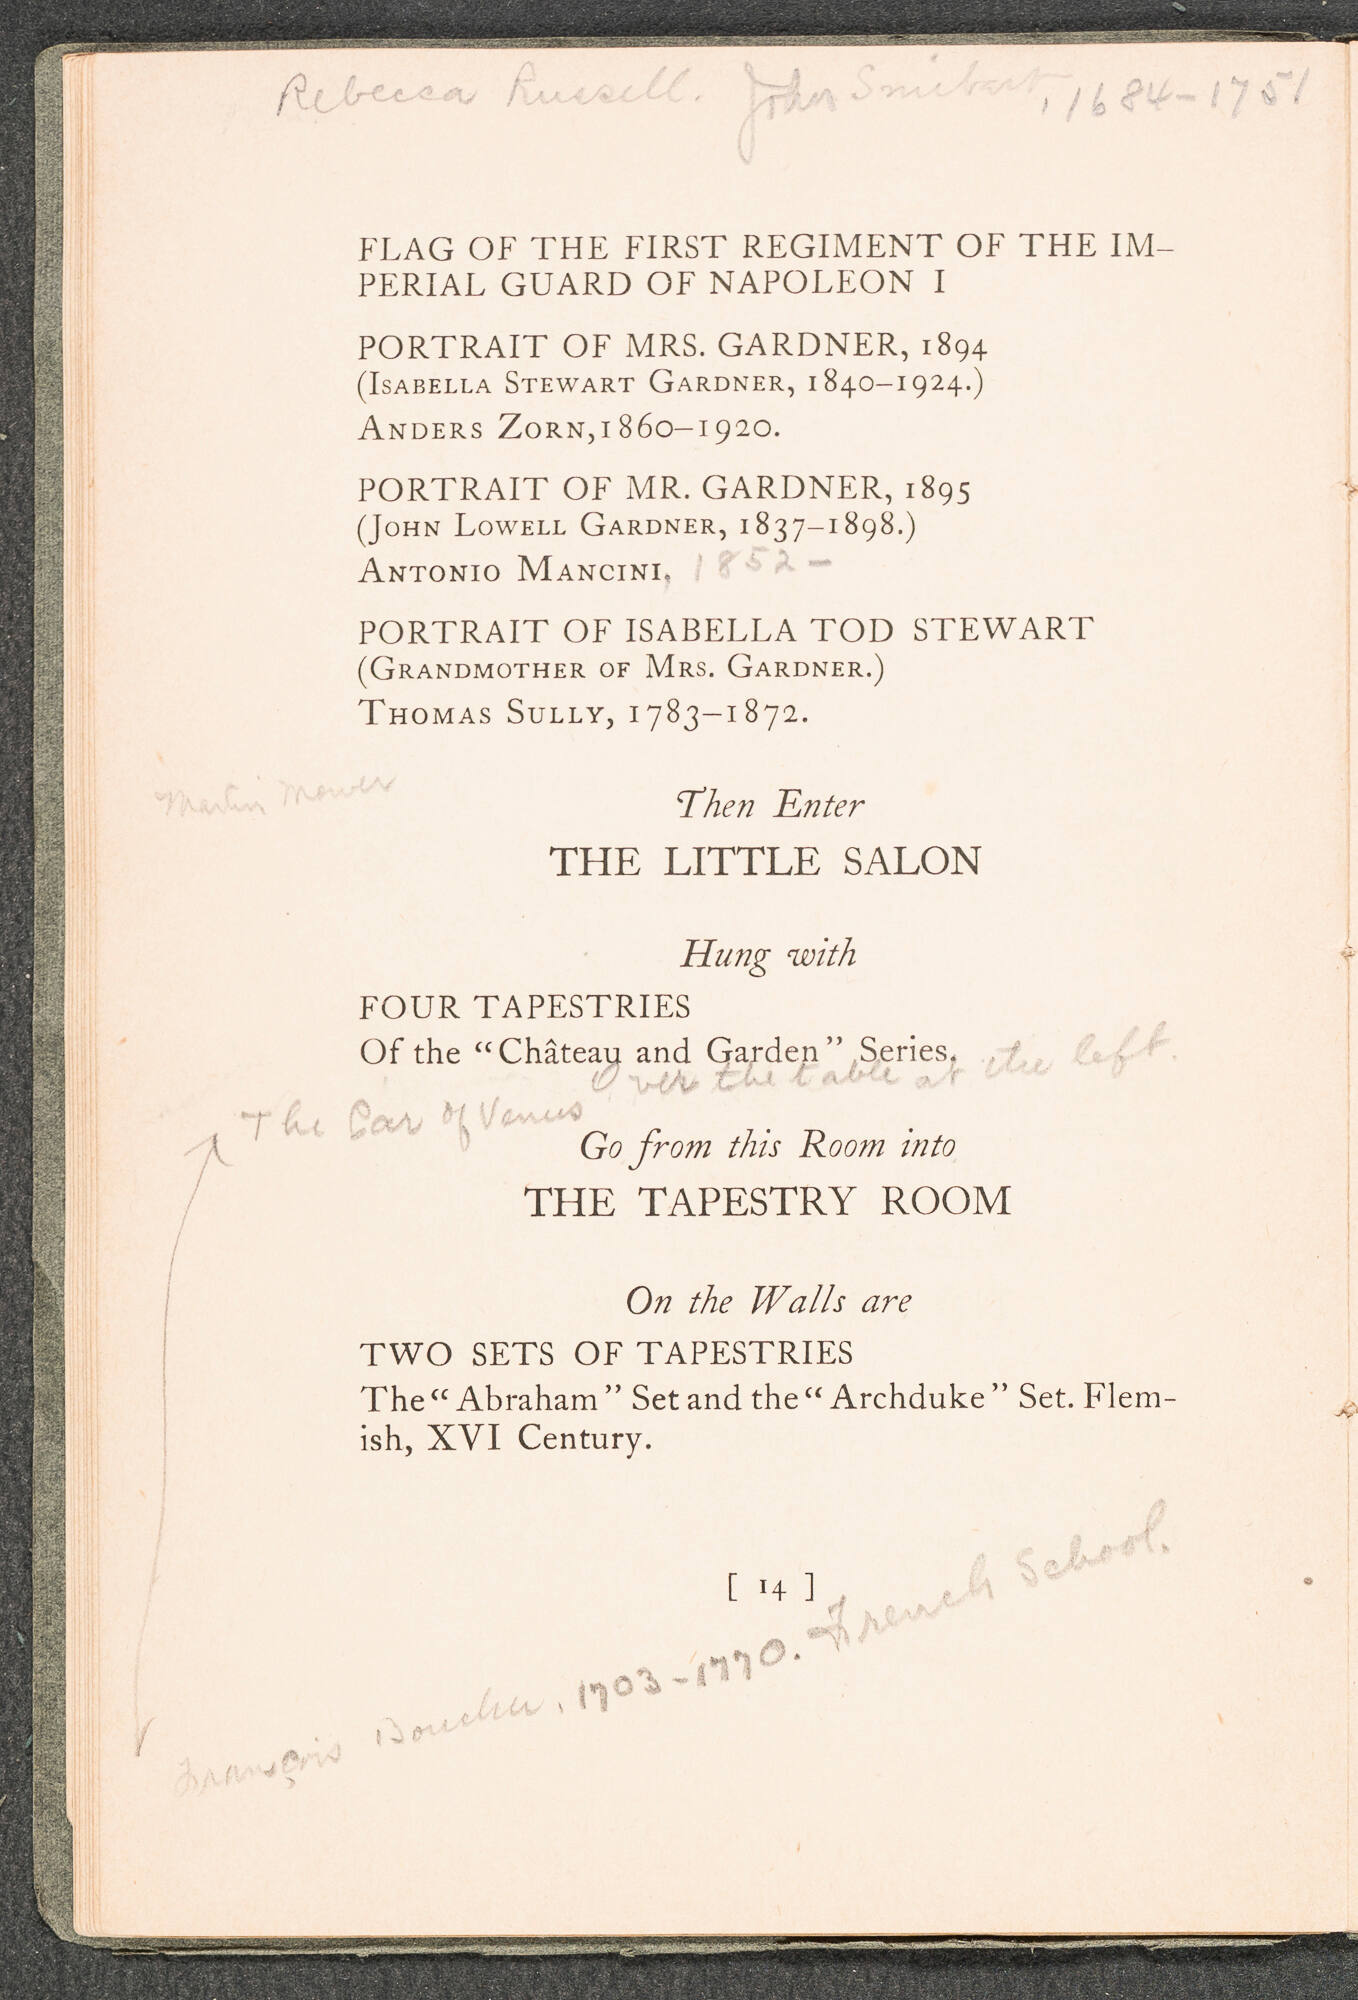 Rebecca Russell. John Smibart, 1684-1751
FLAG OF THE FIRST REGIMENT OF THE IM-
PERIAL GUARD OF NAPOLEON I
PORTRAIT OF MRS. GARDNER, 1894
(ISABELLA STEWART GARDNER, 1840–1924.)
ANDERS ZORN, 1860–1920.
PORTRAIT OF MR. GARDNER, 1895
(JOHN LOWELL GARDNER, 1837–1898.)
ANTONIO MANCINI, 1852-
PORTRAIT OF ISABELLA TOD STEWART
(GRANDMOTHER OF MRS. GARDNER.)
THOMAS SULLY, 1783–1872.
Martin Mower
Then Enter
THE LITTLE SALON
Hung with
FOUR TAPESTRIES
Of the “Château and Garden” Series.
Over the table at the left.
The Car of Venus
Go from this Room into
THE TAPESTRY ROOM
On the Walls are
TWO SETS OF TAPESTRIES
The “Abraham” Set and the “Archduke” Set. Flem-
ish, XVI Century.
[ 14 ]
François Boucher, 1703-1770. French School.